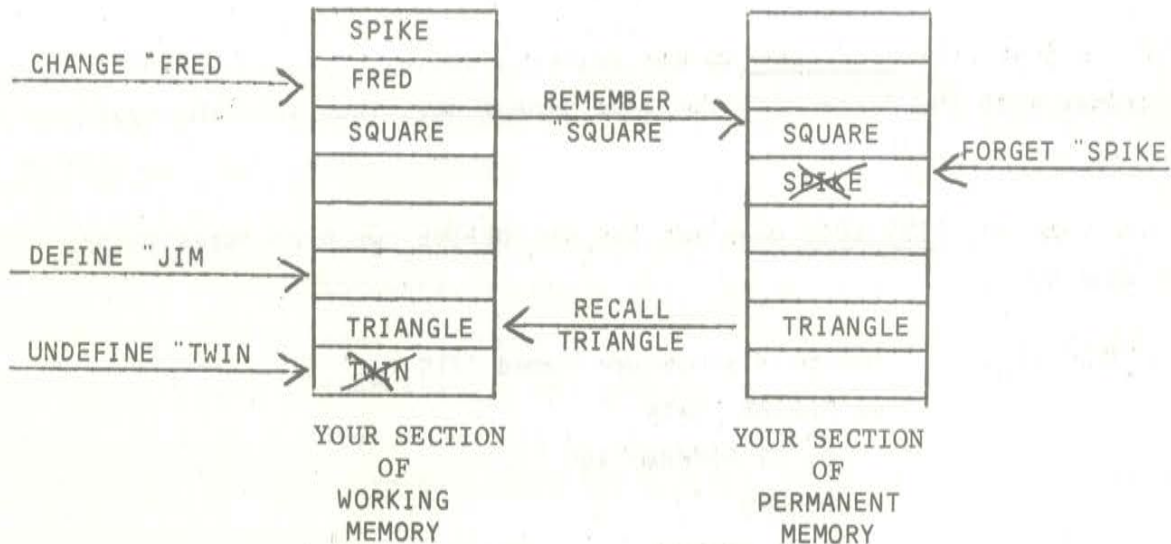 SPIKE
CHANGE "FRED
FRED
REMEMBER
"SQUARE
SQUARE
SQUARE
FORGET "SPIKE
SPIKE
DEFINE "JIM
RECALL
TRIANGLE
TRIANGLE
TRIANGLE
UNDEFINE "TWIN
TWIN
YOUR SECTION
OF
WORKING
MEMORY
YOUR SECTION
OF
PERMANENT
MEMORY